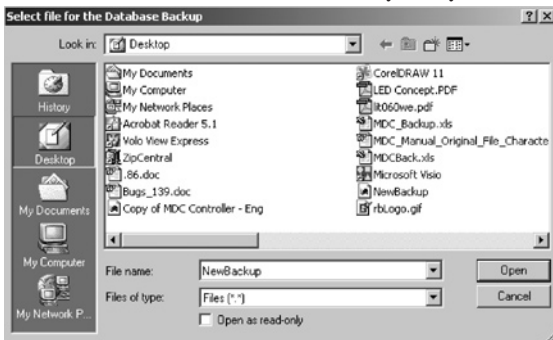 Select file for the Database Backup
Look in: Desktop
History
Desktop
My Documents
My Computer
My Network P...
My Documents
My Computer
My Network Places
Acrobat Reader 5.1
Volo View Express
ZipCentral
.86.doc
Bugs_139.doc
Copy of MDC Controller - Eng
CorelDRAW 11
LED Concept.PDF
lit060we.pdf
MDC_Backup.xls
MDC_Manual_Original_File_Characte
MDCBack.xls
Microsoft Visio
NewBackup
rbLogo.gif
File name: NewBackup Open
Files of type: Files (*.*) Cancel
Open as read-only